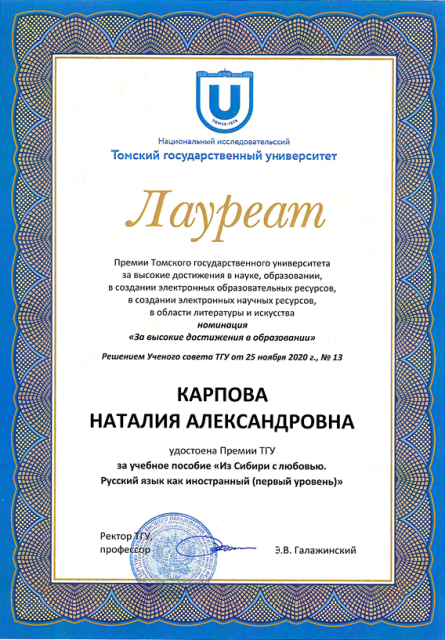 ТОМСК-1878
Национальный исследовательский
Томский государственный университет
Лауреат
Премии Томского государственного университета
за высокие достижения в науке, образовании,
в создании электронных образовательных ресурсов,
в создании электронных научных ресурсов,
в области литературы и искусства
номинация
«За высокие достижения в образовании»
Решением Ученого совета ТГУ от 25 ноября 2020 г., № 13
КАРПОВА
НАТАЛИЯ АЛЕКСАНДРОВНА
удостоена Премии ТГУ
за учебное пособие «Из Сибири с любовью.
Русский язык как иностранный (первый уровень)»
Ректор ТГУ,
профессор
Э.В. Галажинский